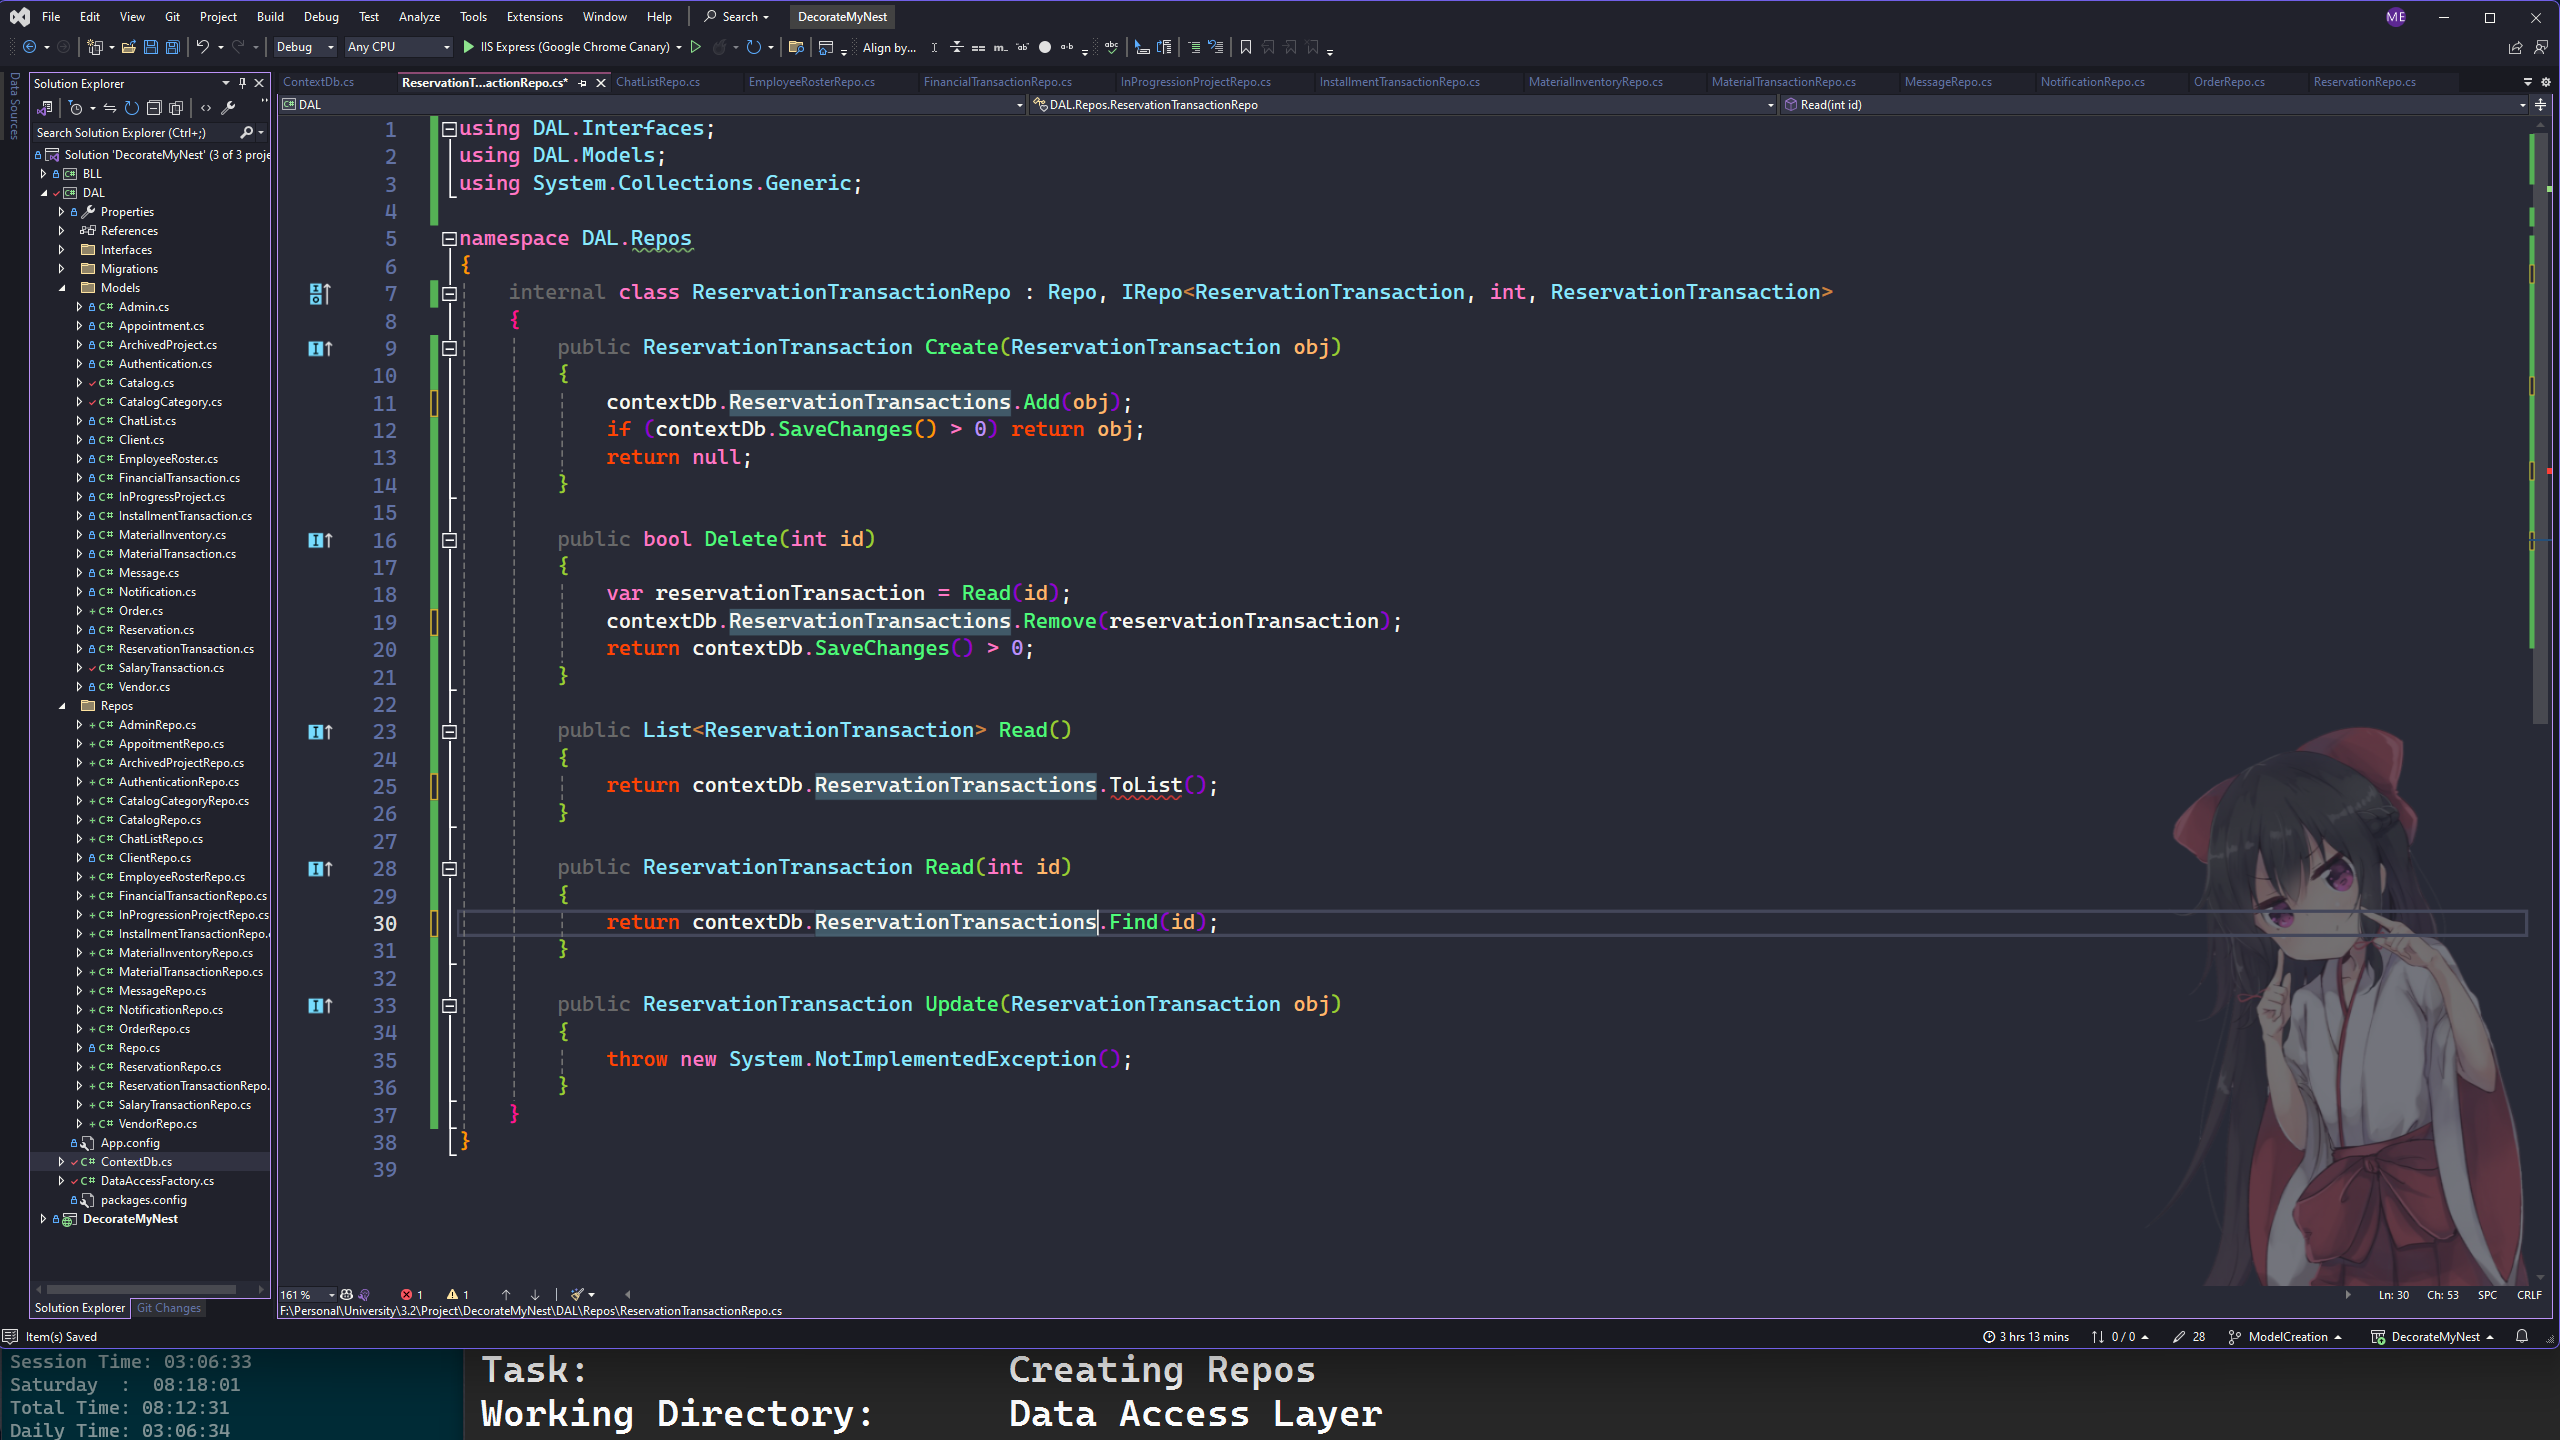 File Edit View Git Project Build Debug Test Analyze Tools Extensions Window Help Search DecorateMyNest ME
Debug Any CPU IIS Express (Google Chrome Canary) Align by...
Data Sources
Solution Explorer
Search Solution Explorer (Ctrl+;)
Solution 'DecorateMyNest' (3 of 3 proje
BLL
DAL
Properties
References
Interfaces
Migrations
Models
C# Admin.cs
C# Appointment.cs
C# ArchivedProject.cs
C# Authentication.cs
C# Catalog.cs
C# CatalogCategory.cs
C# ChatList.cs
C# Client.cs
C# EmployeeRoster.cs
C# FinancialTransaction.cs
C# InProgressProject.cs
C# InstallmentTransaction.cs
C# MaterialInventory.cs
C# MaterialTransaction.cs
C# Message.cs
C# Notification.cs
C# Order.cs
C# Reservation.cs
C# ReservationTransaction.cs
C# SalaryTransaction.cs
C# Vendor.cs
Repos
C# AdminRepo.cs
C# AppoitmentRepo.cs
C# ArchivedProjectRepo.cs
C# AuthenticationRepo.cs
C# CatalogCategoryRepo.cs
C# CatalogRepo.cs
C# ChatListRepo.cs
C# ClientRepo.cs
C# EmployeeRosterRepo.cs
C# FinancialTransactionRepo.cs
C# InProgressionProjectRepo.cs
C# InstallmentTransactionRepo.
C# MaterialInventoryRepo.cs
C# MaterialTransactionRepo.cs
C# MessageRepo.cs
C# NotificationRepo.cs
C# OrderRepo.cs
C# Repo.cs
C# ReservationRepo.cs
C# ReservationTransactionRepo.
C# SalaryTransactionRepo.cs
C# VendorRepo.cs
App.config
C# ContextDb.cs
C# DataAccessFactory.cs
packages.config
DecorateMyNest
Solution Explorer Git Changes
ContextDb.cs ReservationT...actionRepo.cs* ChatListRepo.cs EmployeeRosterRepo.cs FinancialTransactionRepo.cs InProgressionProjectRepo.cs InstallmentTransactionRepo.cs MaterialInventoryRepo.cs MaterialTransactionRepo.cs MessageRepo.cs NotificationRepo.cs OrderRepo.cs ReservationRepo.cs
DAL DAL.Repos.ReservationTransactionRepo Read(int id)
1 using DAL.Interfaces;
2 using DAL.Models;
3 using System.Collections.Generic;
4
5 namespace DAL.Repos
6 {
7 internal class ReservationTransactionRepo : Repo, IRepo<ReservationTransaction, int, ReservationTransaction>
8 {
9 public ReservationTransaction Create(ReservationTransaction obj)
10 {
11 contextDb.ReservationTransactions.Add(obj);
12 if (contextDb.SaveChanges() > 0) return obj;
13 return null;
14 }
15
16 public bool Delete(int id)
17 {
18 var reservationTransaction = Read(id);
19 contextDb.ReservationTransactions.Remove(reservationTransaction);
20 return contextDb.SaveChanges() > 0;
21 }
22
23 public List<ReservationTransaction> Read()
24 {
25 return contextDb.ReservationTransactions.ToList();
26 }
27
28 public ReservationTransaction Read(int id)
29 {
30 return contextDb.ReservationTransactions.Find(id);
31 }
32
33 public ReservationTransaction Update(ReservationTransaction obj)
34 {
35 throw new System.NotImplementedException();
36 }
37 }
38 }
39
161 % 1 1 Ln: 30 Ch: 53 SPC CRLF
F:\Personal\University\3.2\Project\DecorateMyNest\DAL\Repos\ReservationTransactionRepo.cs
Item(s) Saved 3 hrs 13 mins 0 / 0 28 ModelCreation DecorateMyNest
Session Time: 03:06:33
Saturday : 08:18:01
Total Time: 08:12:31
Daily Time: 03:06:34
Task: Creating Repos
Working Directory: Data Access Layer